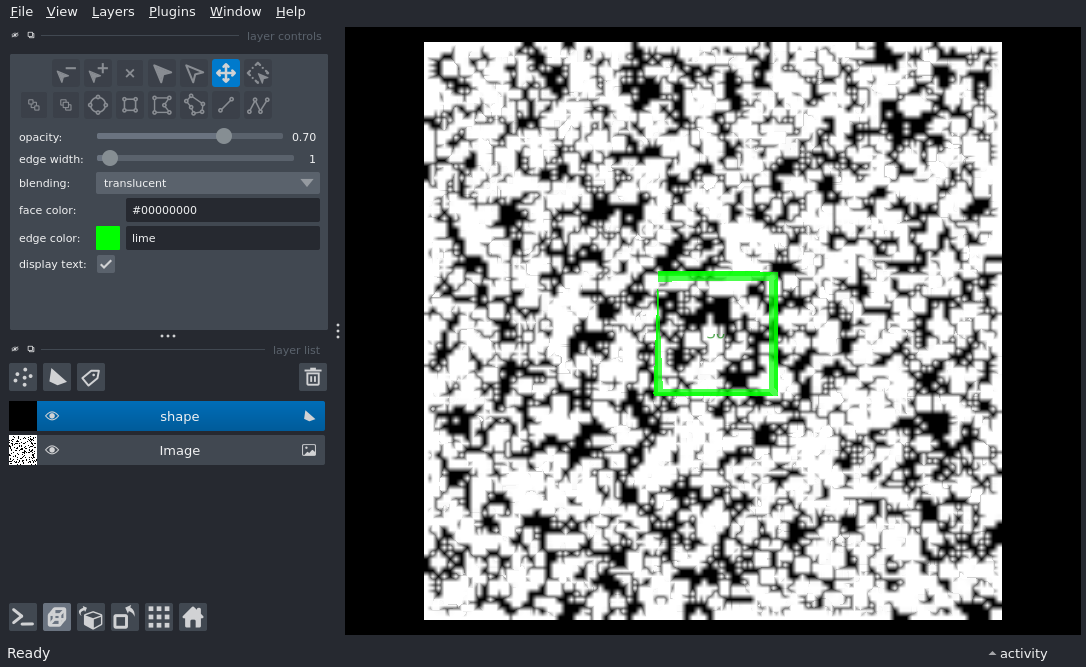 File View Layers Plugins Window Help
layer controls
opacity: 0.70
edge width: 1
blending: translucent
face color: #00000000
edge color: lime
display text:
layer list
shape
Image
Ready
activity